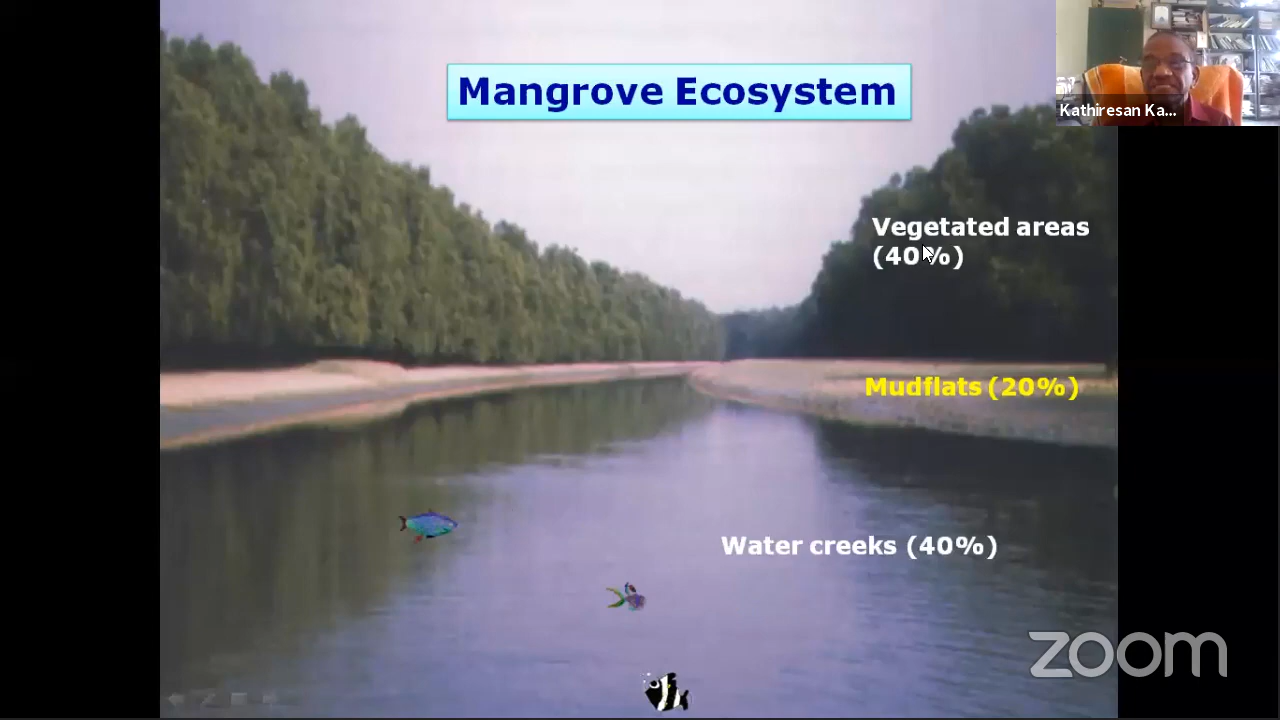 Mangrove Ecosystem
Kathiresan Ka...
Vegetated areas
(40%)
Mudflats (20%)
Water creeks (40%)
zoom